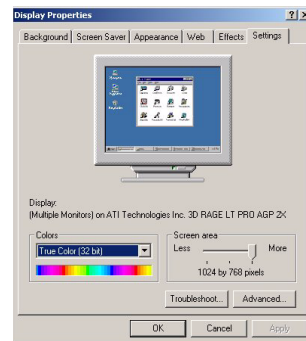 Display Properties
Background Screen Saver Appearance Web Effects Settings
Display:
(Multiple Monitors) on ATI Technologies Inc. 3D RAGE LT PRO AGP 2X
Colors
True Color (32 bit)
Screen area
Less More
1024 by 768 pixels
Troubleshoot... Advanced...
OK Cancel Apply